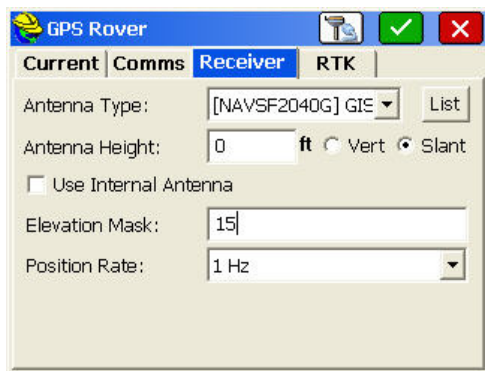 GPS Rover
Current Comms Receiver RTK
Antenna Type: [NAVSF2040G] GIS List
Antenna Height: 0 ft Vert Slant
Use Internal Antenna
Elevation Mask: 15
Position Rate: 1 Hz